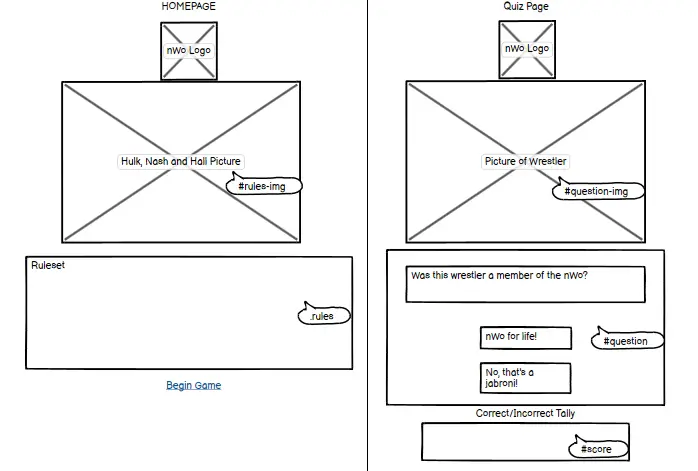 HOMEPAGE
nWo Logo
Hulk, Nash and Hall Picture
#rules-img
Ruleset
.rules
Begin Game
Quiz Page
nWo Logo
Picture of Wrestler
#question-img
Was this wrestler a member of the nWo?
nWo for life!
#question
No, that's a
jabroni!
Correct/Incorrect Tally
#score